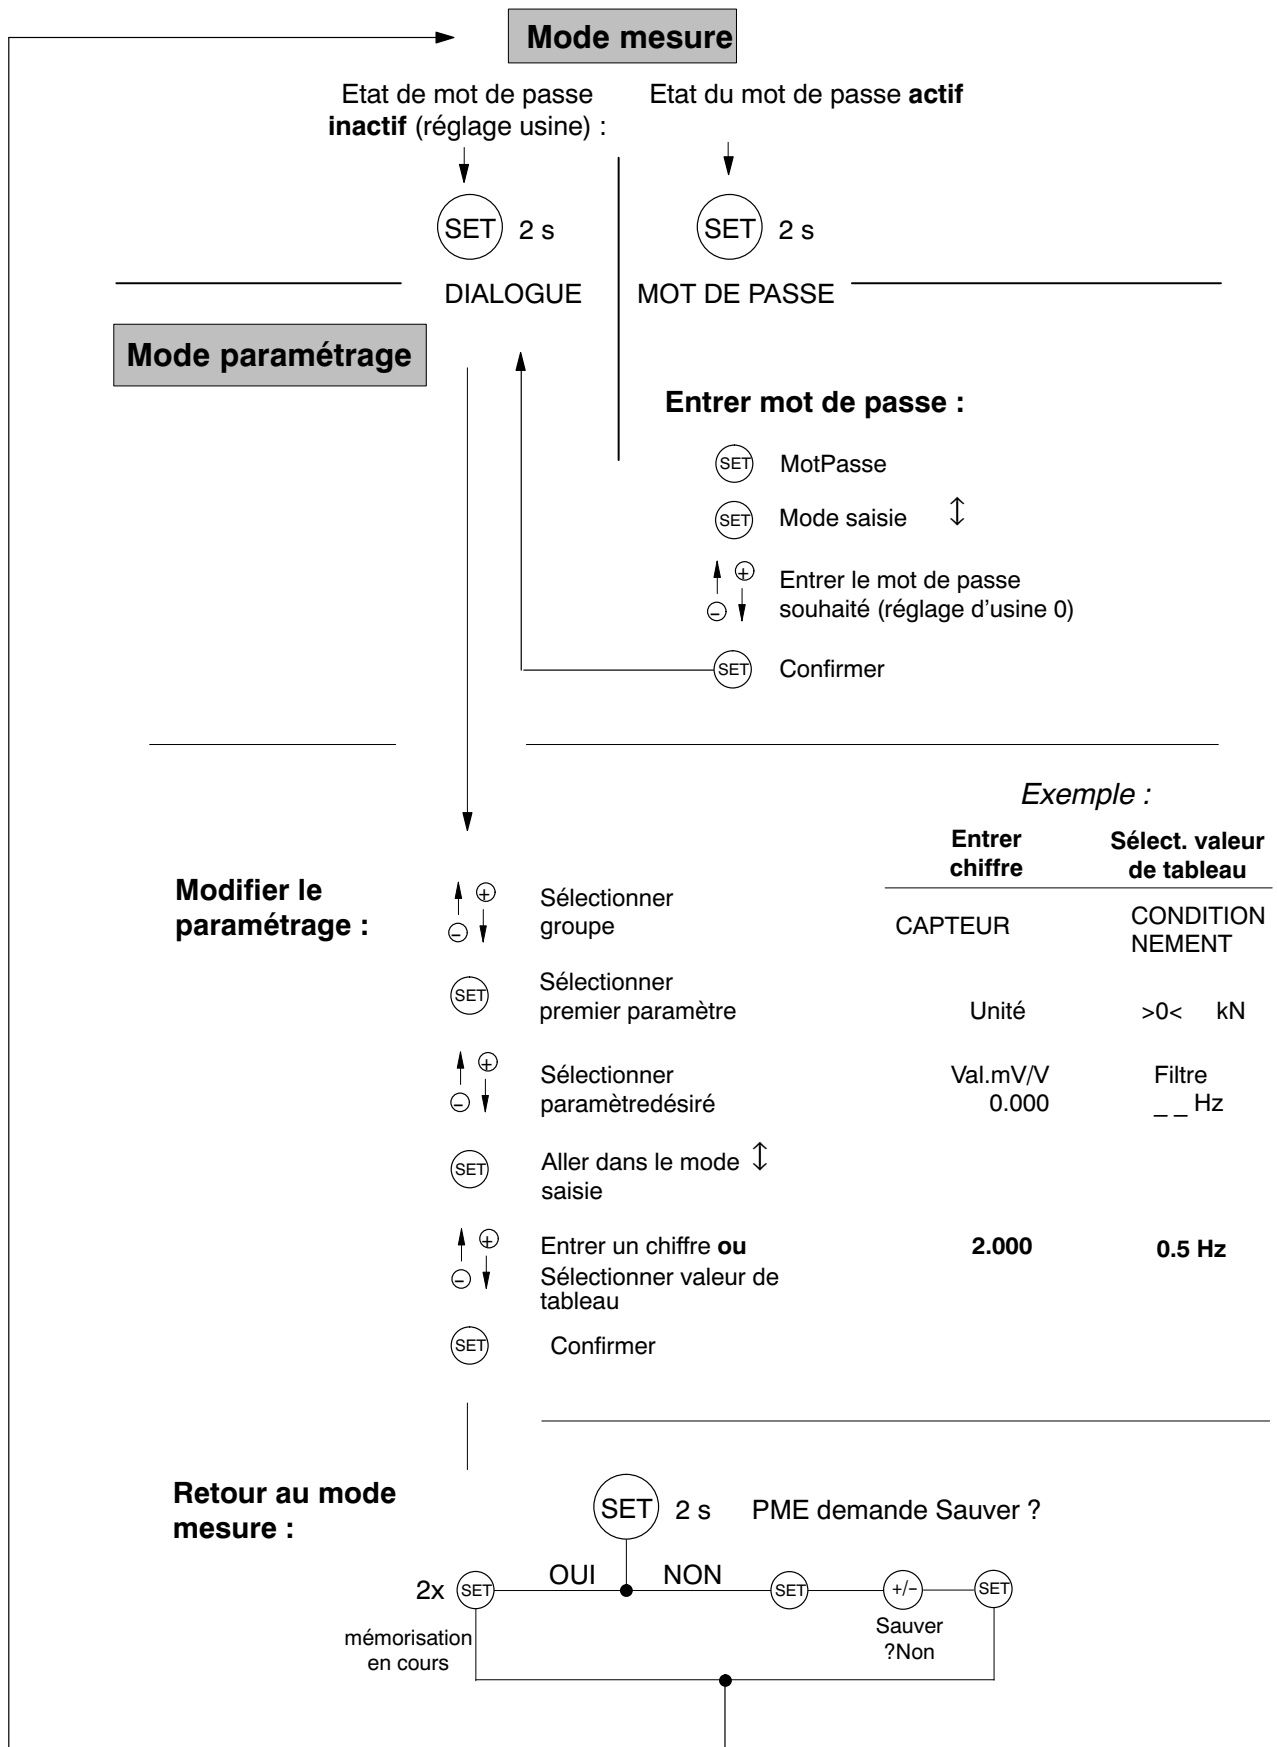 Mode mesure
Etat de mot de passe
inactif (réglage usine) :
Etat du mot de passe actif
SET 2 s
SET 2 s
DIALOGUE
MOT DE PASSE
Mode paramétrage
Entrer mot de passe :
SET MotPasse
SET Mode saisie ↕
+
− Entrer le mot de passe
souhaité (réglage d'usine 0)
SET Confirmer
Exemple :
Entrer
chiffre
Sélect. valeur
de tableau
Modifier le
paramétrage :
+
− Sélectionner
groupe
CAPTEUR
CONDITION
NEMENT
SET Sélectionner
premier paramètre
Unité
>0< kN
+
− Sélectionner
paramètredésiré
Val.mV/V
0.000
Filtre
_ _ Hz
SET Aller dans le mode ↕
saisie
+
− Entrer un chiffre ou
Sélectionner valeur de
tableau
2.000
0.5 Hz
SET Confirmer
Retour au mode
mesure :
SET 2 s PME demande Sauver ?
OUI NON
2x SET
SET +/− SET
mémorisation
en cours
Sauver
?Non